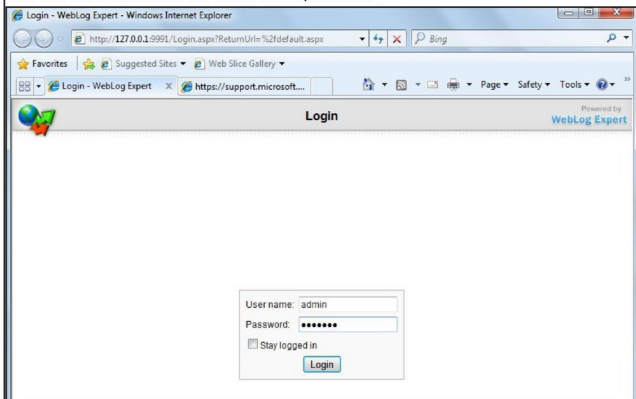 Login - WebLog Expert - Windows Internet Explorer
http://127.0.0.1:9991/Login.aspx?ReturnUrl=%2fdefault.aspx
Bing
Favorites
Suggested Sites
Web Slice Gallery
Login - WebLog Expert
https://support.microsoft....
Page
Safety
Tools
Login
Powered by
WebLog Expert
User name: admin
Password: •••••••
Stay logged in
Login